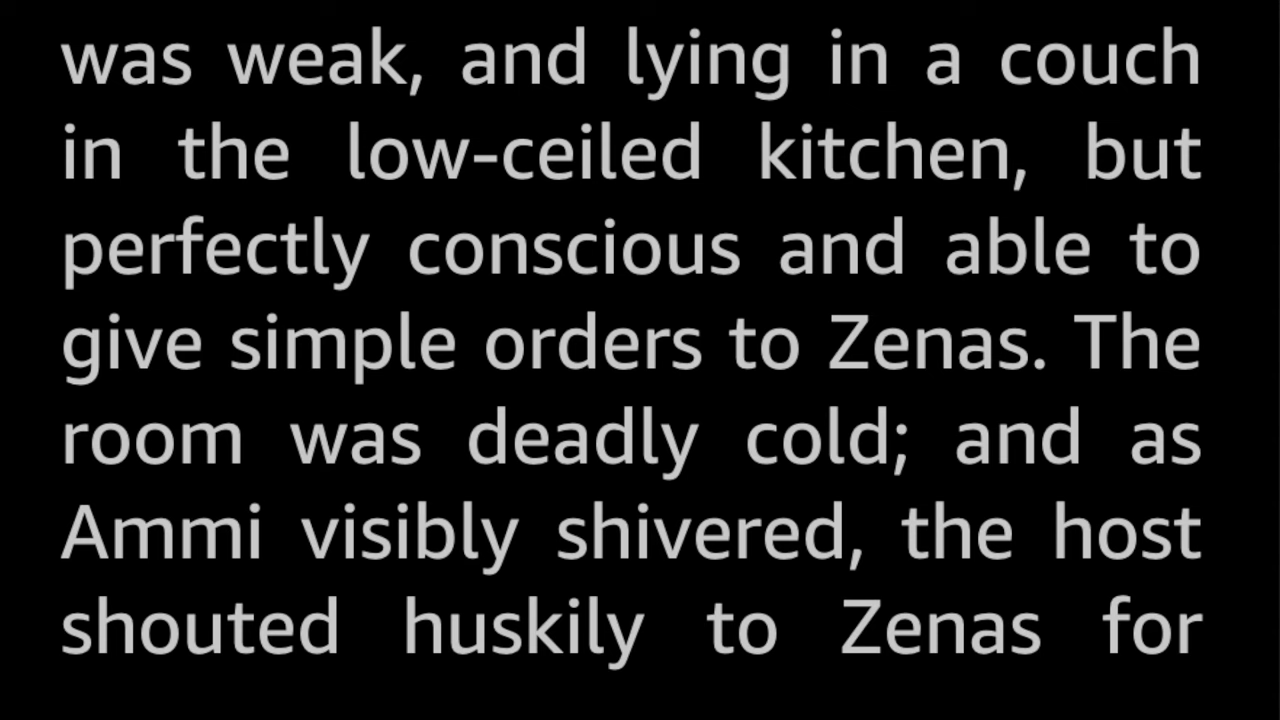 was weak, and lying in a couch
in the low-ceiled kitchen, but
perfectly conscious and able to
give simple orders to Zenas. The
room was deadly cold; and as
Ammi visibly shivered, the host
shouted huskily to Zenas for